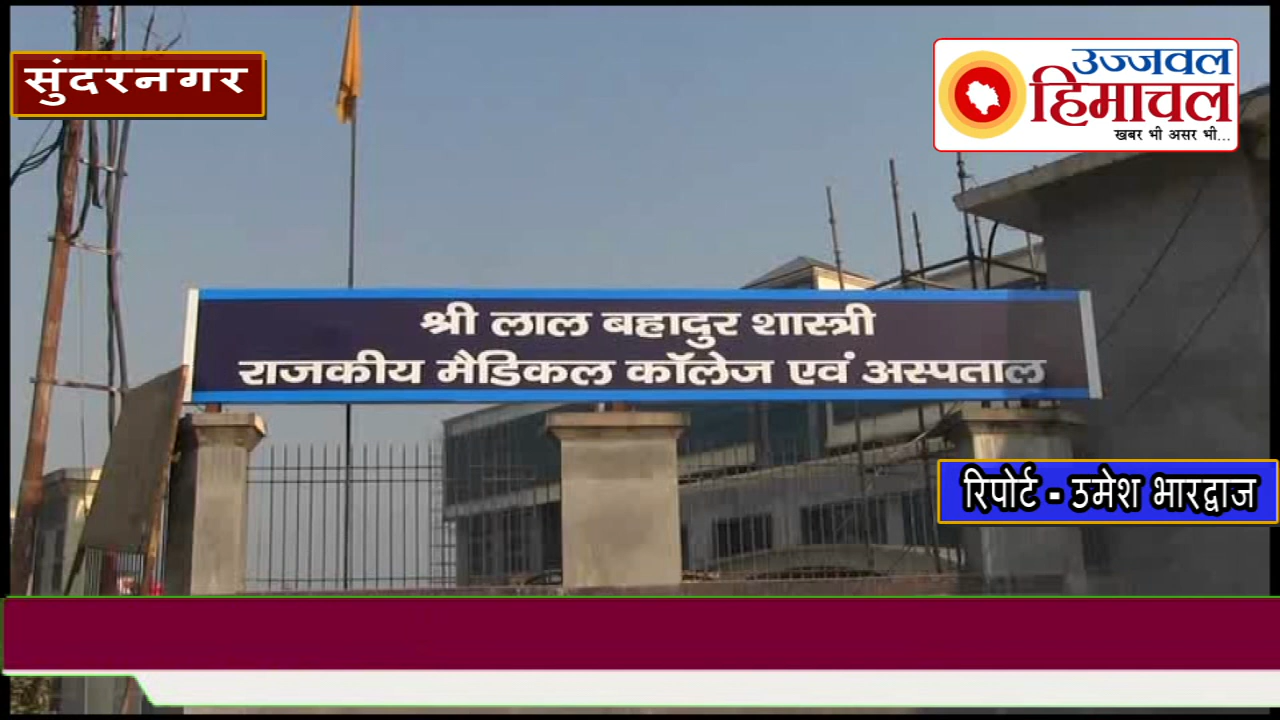 सुंदरनगर
उज्जवल
हिमाचल
खबर भी असर भी...
श्री लाल बहादुर शास्त्री
राजकीय मैडिकल कॉलेज एवं अस्पताल
रिपोर्ट - उमेश भारद्वाज